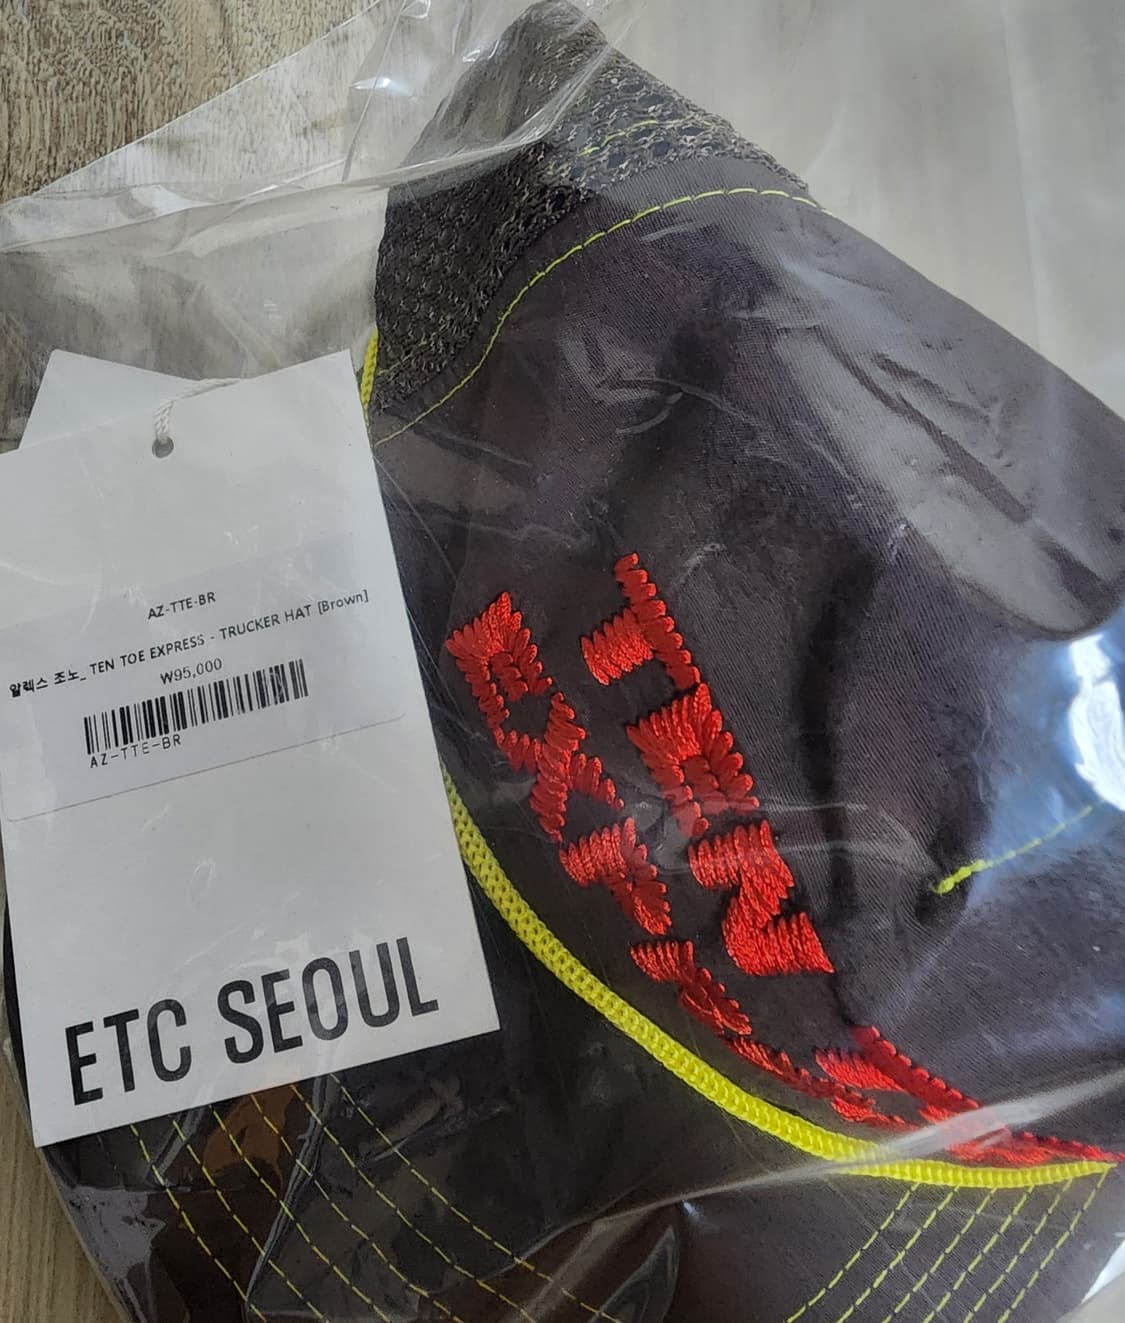 AZ-TTE-BR
알렉스 조노_ TEN TOE EXPRESS - TRUCKER HAT [Brown]
₩95,000
AZ-TTE-BR
ETC SEOUL
TEN